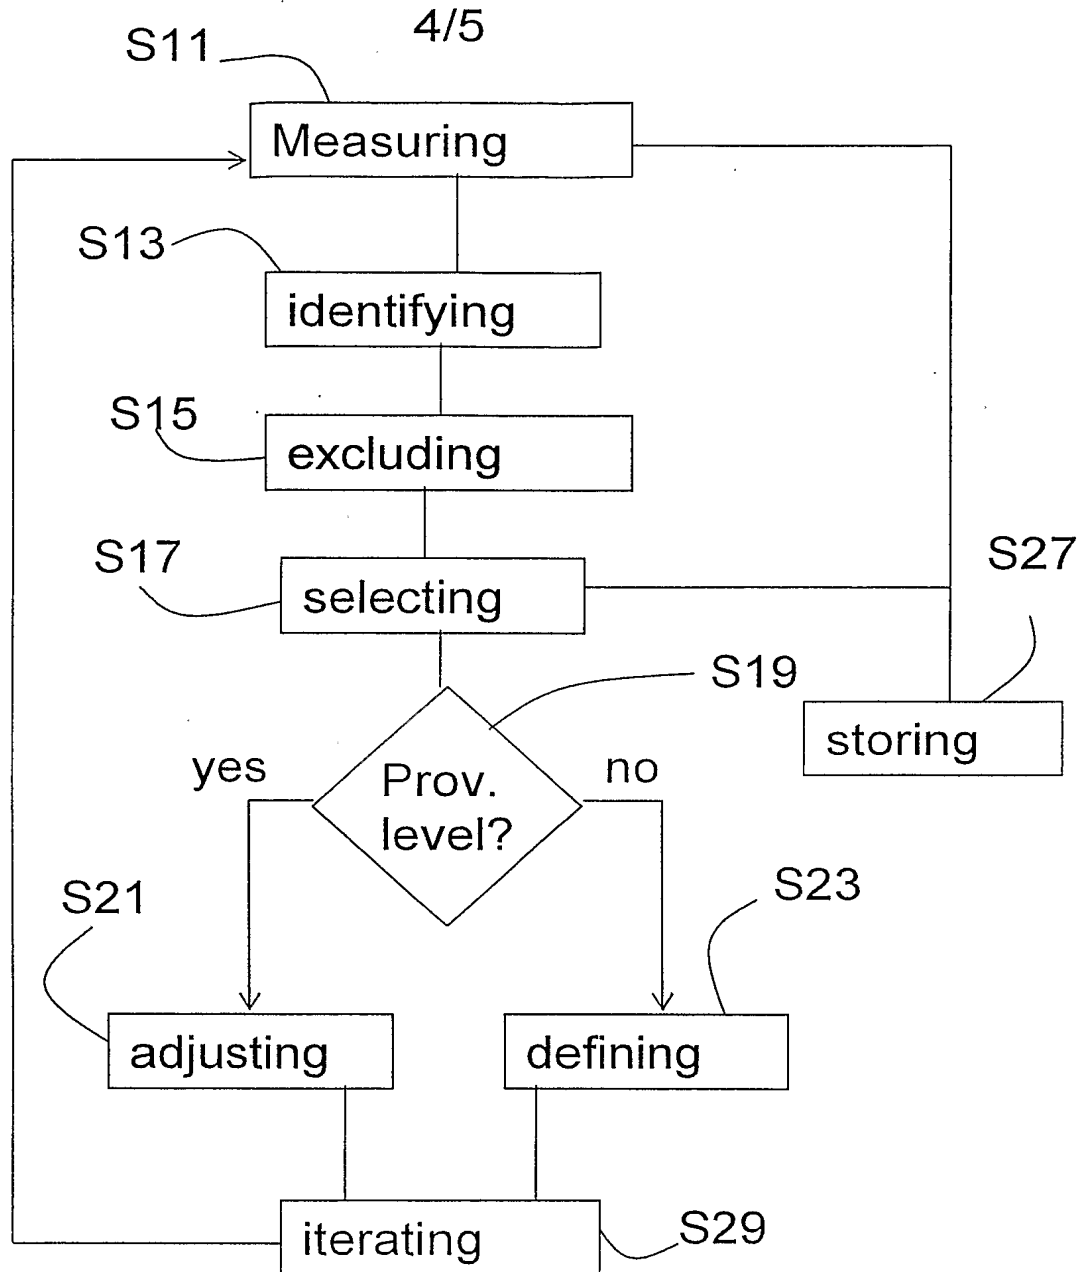 4/5
S11
Measuring
S13
identifying
S15
excluding
S17
selecting
S27
S19
storing
yes
Prov.
level?
no
S21
S23
adjusting
defining
iterating
S29